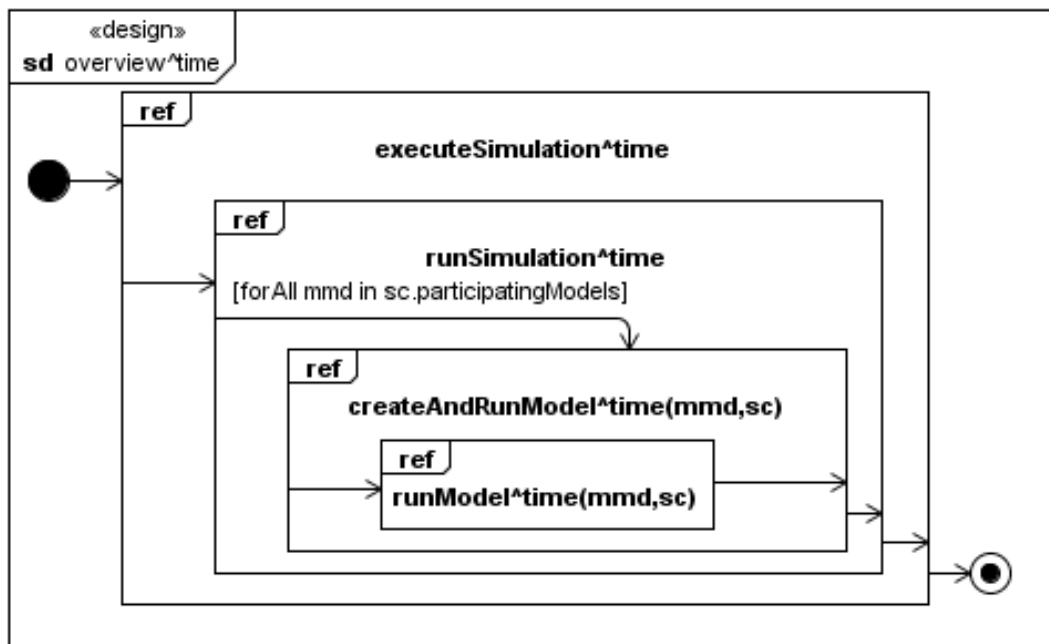 «design»
sd overview^time
ref
executeSimulation^time
ref
runSimulation^time
[forAll mmd in sc.participatingModels]
ref
createAndRunModel^time(mmd,sc)
ref
runModel^time(mmd,sc)